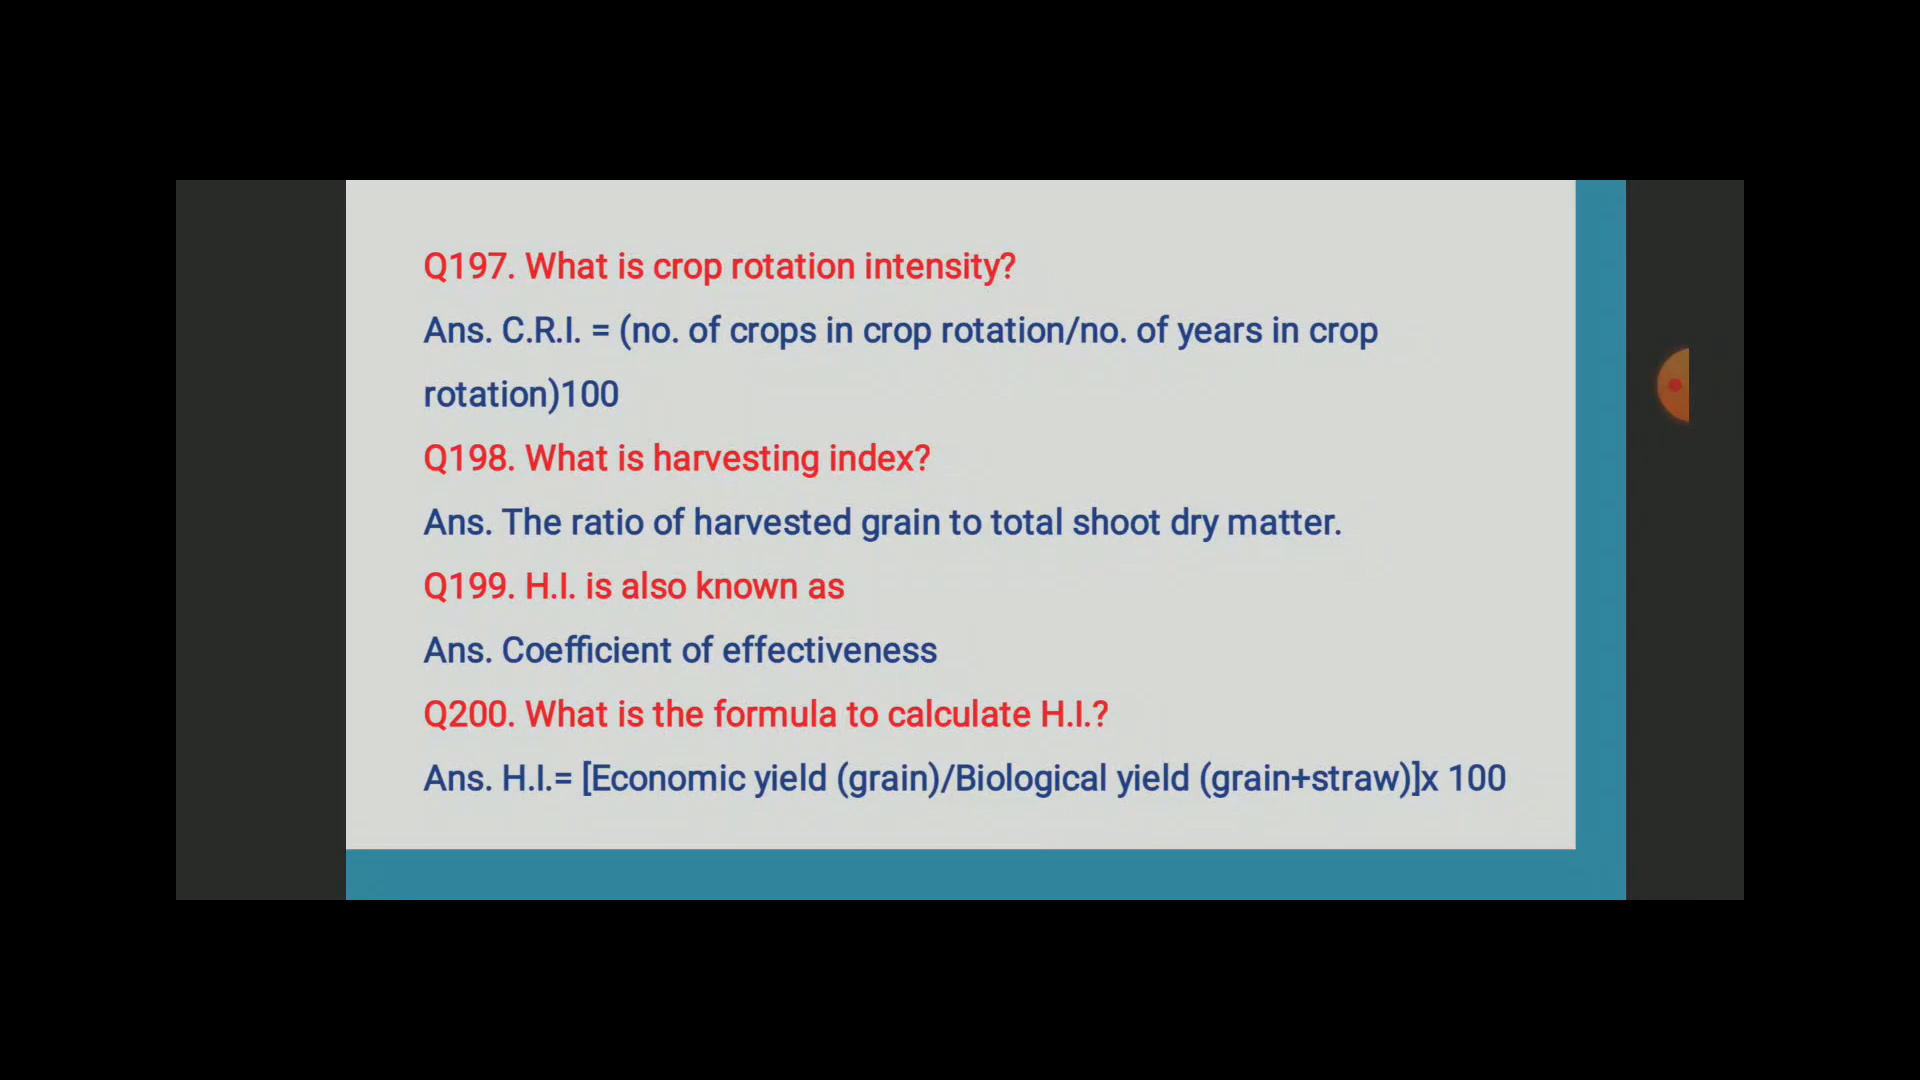 Q197. What is crop rotation intensity?
Ans. C.R.I. = (no. of crops in crop rotation/no. of years in crop
rotation)100
Q198. What is harvesting index?
Ans. The ratio of harvested grain to total shoot dry matter.
Q199. H.I. is also known as
Ans. Coefficient of effectiveness
Q200. What is the formula to calculate H.I.?
Ans. H.I.= [Economic yield (grain)/Biological yield (grain+straw)]x 100